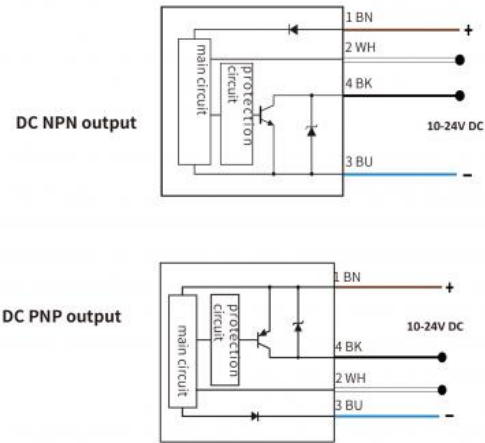 1 BN
+
2 WH
main circuit
protection
circuit
4 BK
DC NPN output
10-24V DC
3 BU
-
1 BN
+
protection
circuit
DC PNP output
10-24V DC
main circuit
4 BK
2 WH
3 BU
-